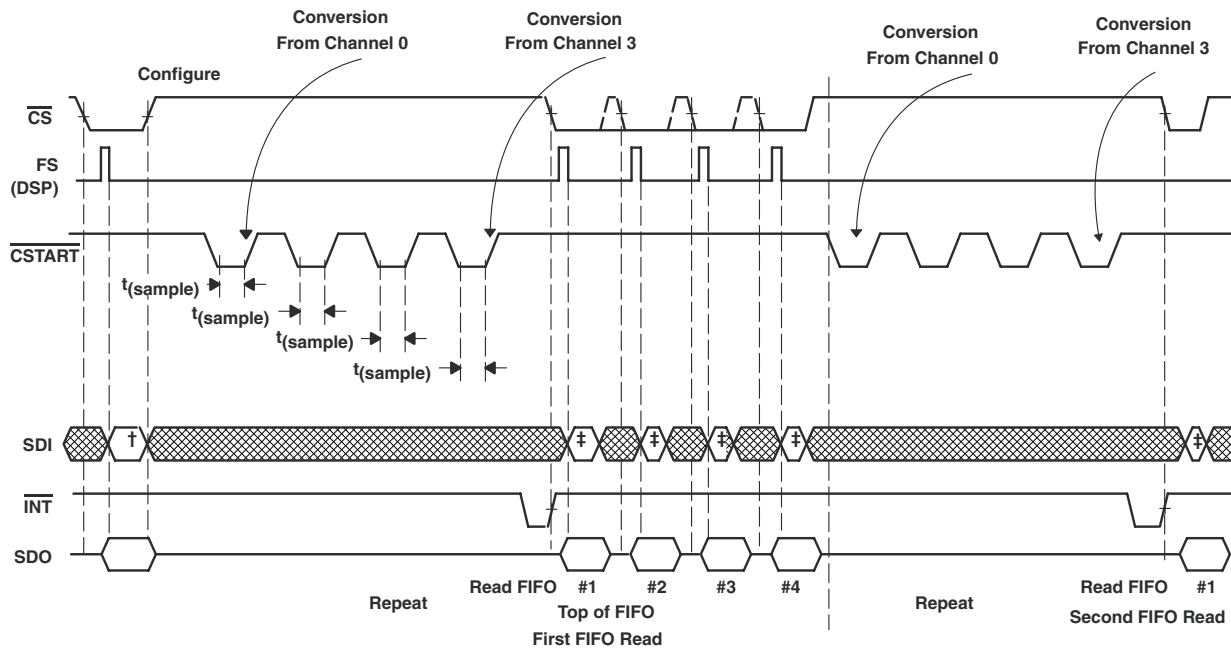 Conversion
From Channel 0
Conversion
From Channel 3
Conversion
From Channel 0
Conversion
From Channel 3
Configure
CS
FS
(DSP)
CSTART
t(sample)
t(sample)
t(sample)
t(sample)
SDI
†
‡
‡
‡
‡
‡
INT
SDO
Repeat
Read FIFO #1 #2 #3 #4
Top of FIFO
First FIFO Read
Repeat
Read FIFO #1
Second FIFO Read